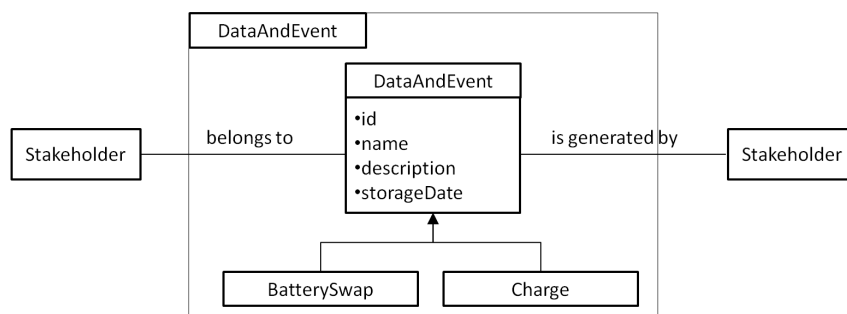 DataAndEvent
DataAndEvent
•id
•name
•description
•storageDate
belongs to
is generated by
Stakeholder
Stakeholder
BatterySwap
Charge